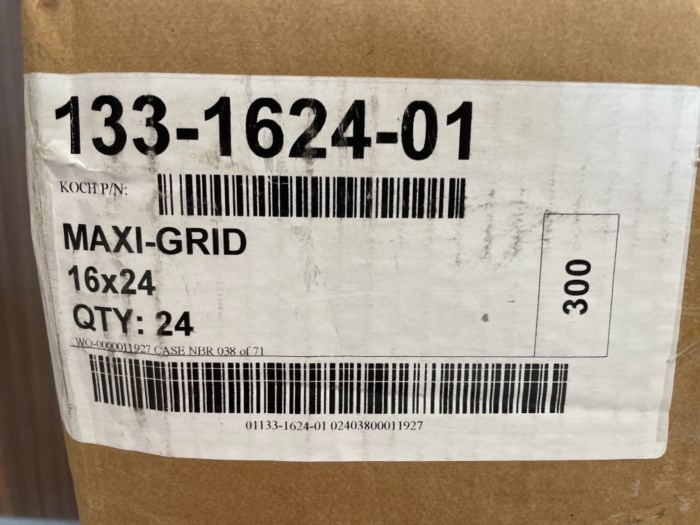 133-1624-01
KOCH P/N:
MAXI-GRID
16x24
QTY: 24
300
WO-0000011927 CASE NBR 038 of 71
01133-1624-01 02403800011927